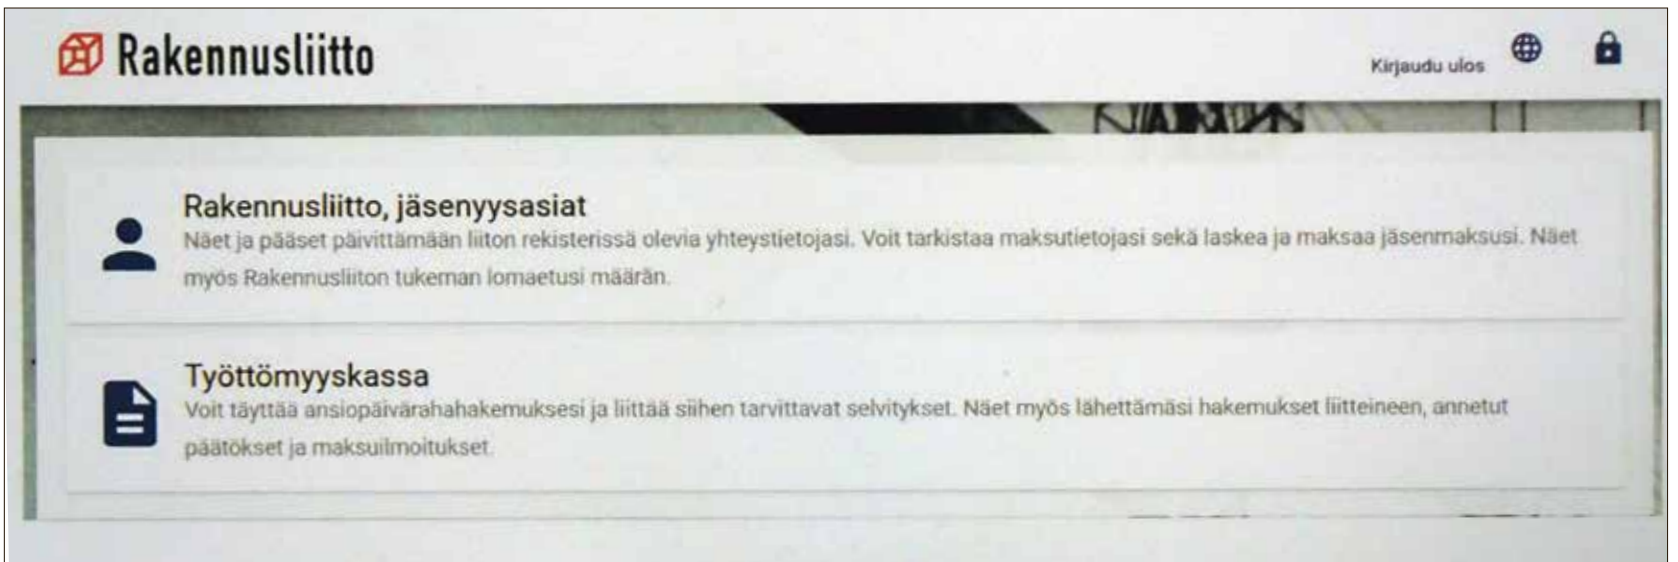 Rakennusliitto
Kirjaudu ulos
Rakennusliitto, jäsenyysasiat
Näet ja pääset päivittämään liiton rekisterissä olevia yhteystietojasi. Voit tarkistaa maksutietojasi sekä laskea ja maksaa jäsenmaksusi. Näet
myös Rakennusliiton tukeman lomaetusi määrän.
Työttömyyskassa
Voit täyttää ansiopäivärahahakemuksesi ja liittää siihen tarvittavat selvitykset. Näet myös lähettämäsi hakemukset liitteineen, annetut
päätökset ja maksuilmoitukset.